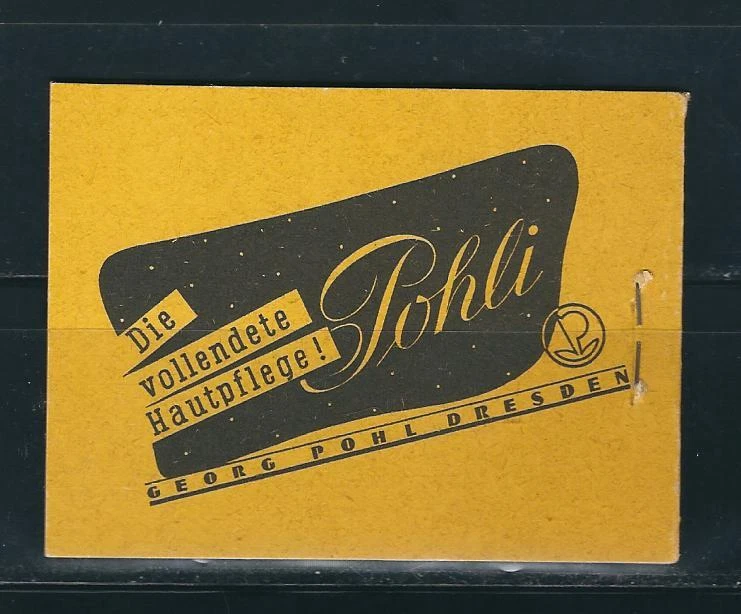 Die
vollendete
Hautpflege!
Pohli
GEORG POHL DRESDEN